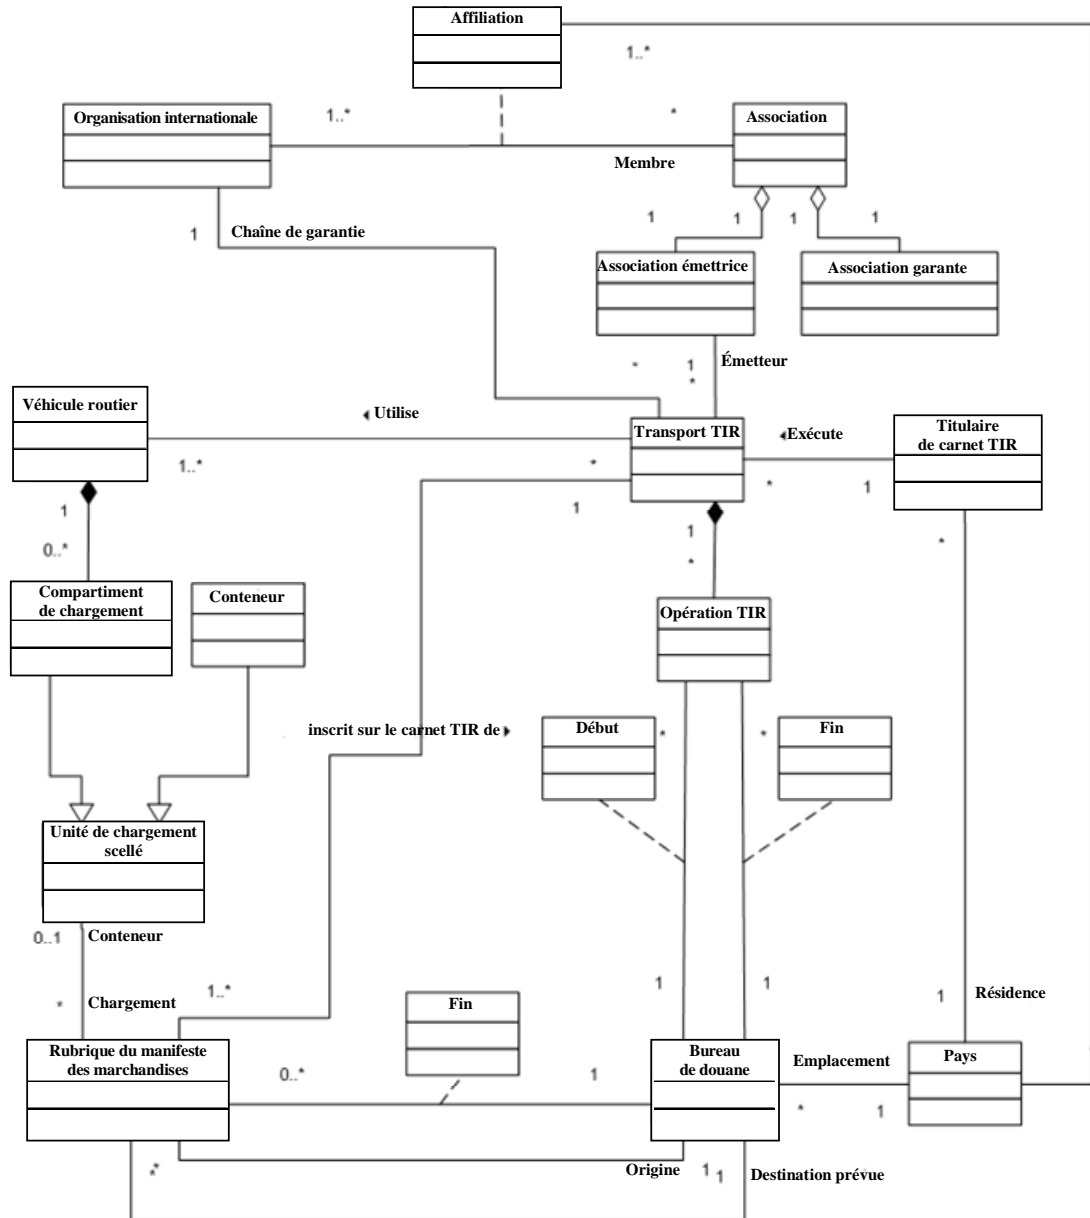 Affiliation
1..*
Organisation internationale
1..*
*
Association
Membre
1
Chaîne de garantie
1
1
1
1
Association émettrice
Association garante
*
1
Émetteur
*
Véhicule routier
Utilise
Transport TIR
Exécute
Titulaire
de carnet TIR
1..*
*
*
1
1
1
*
0..*
1
*
Compartiment
de chargement
Conteneur
Opération TIR
inscrit sur le carnet TIR de
Début
*
*
Fin
Unité de chargement
scellé
0..1
Conteneur
*
Chargement
1..*
Fin
1
1
1
Résidence
Rubrique du manifeste
des marchandises
0..*
1
Bureau
de douane
Emplacement
*
1
Pays
*
*
Origine
1
1
Destination prévue